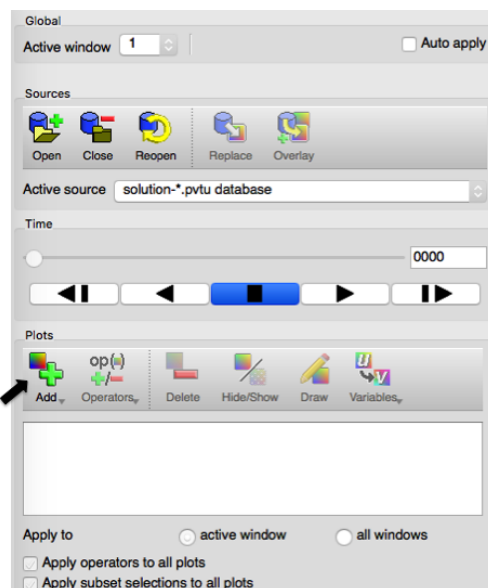 Global
Active window 1
Auto apply
Sources
Open Close Reopen Replace Overlay
Active source solution-*.pvtu database
Time
0000
Plots
op(
Add Operators Delete Hide/Show Draw Variables
Apply to active window all windows
Apply operators to all plots
Apply subset selections to all plots